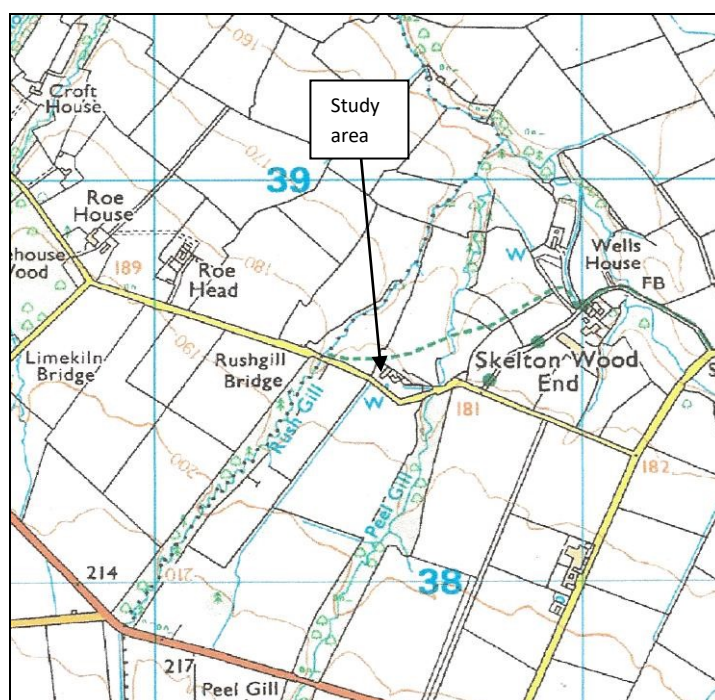 160
Croft
House
Study
area
170
39
Roe
House
ehouse
Wood
189
Roe
Head
180
W
Wells
House
FB
190
Limekiln
Bridge
Rushgill
Bridge
Skelton Wood
End
W
181
Rush Gill
200
Peel Gill
182
214
210
38
217
Peel Gill